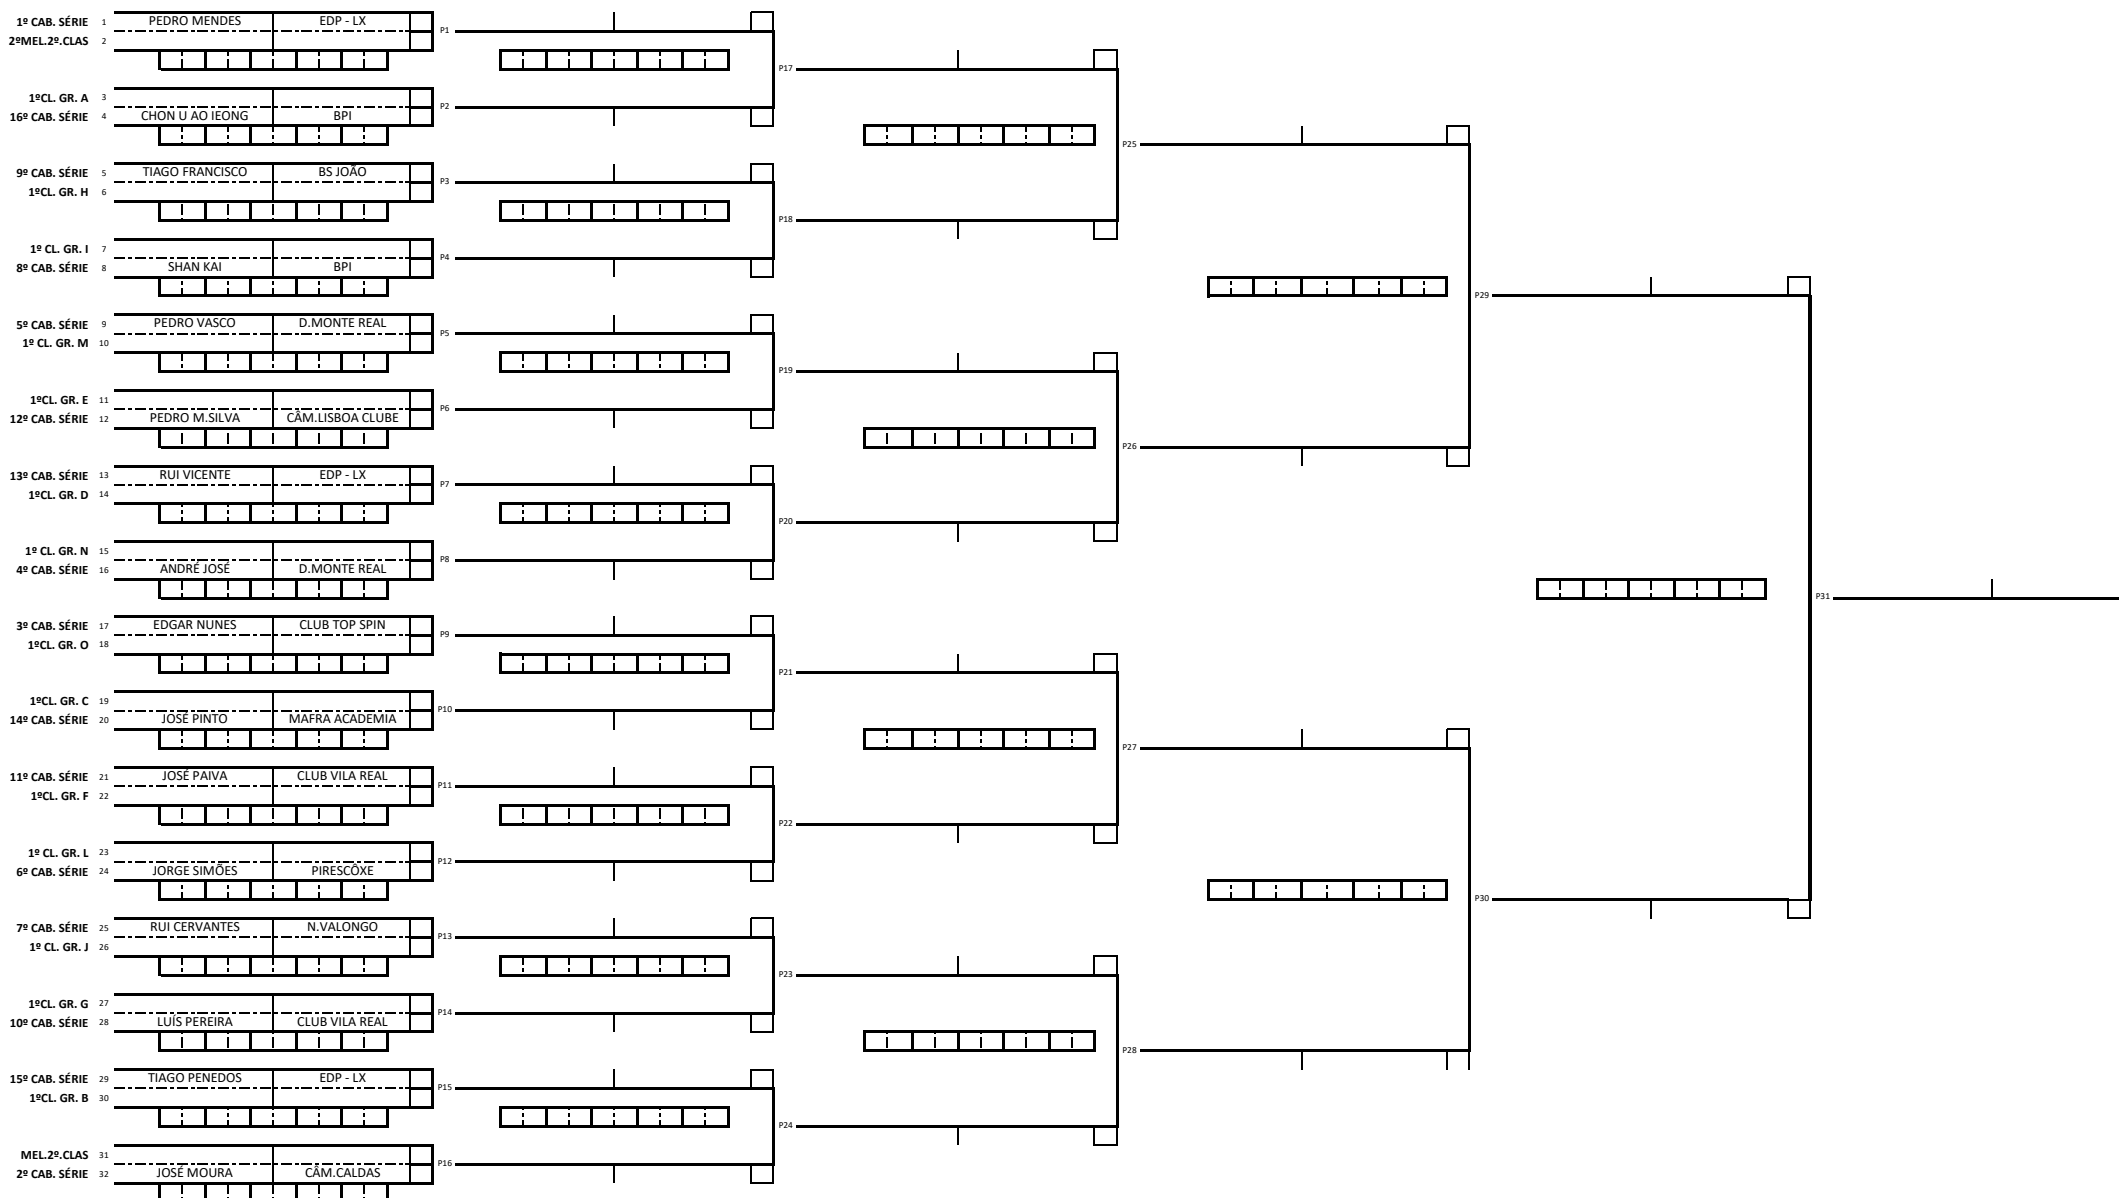 1º CAB. SÉRIE 1 PEDRO MENDES EDP - LX
P1
2ºMEL.2º.CLAS 2
P17
1ºCL. GR. A 3
P2
16º CAB. SÉRIE 4 CHON U AO IEONG BPI
P25
9º CAB. SÉRIE 5 TIAGO FRANCISCO BS JOÃO
P3
1ºCL. GR. H 6
P18
1º CL. GR. I 7
P4
8º CAB. SÉRIE 8 SHAN KAI BPI
P29
5º CAB. SÉRIE 9 PEDRO VASCO D.MONTE REAL
P5
1º CL. GR. M 10
P19
1ºCL. GR. E 11
P6
12º CAB. SÉRIE 12 PEDRO M.SILVA CÂM.LISBOA CLUBE
P26
13º CAB. SÉRIE 13 RUI VICENTE EDP - LX
P7
1ºCL. GR. D 14
P20
1º CL. GR. N 15
P8
4º CAB. SÉRIE 16 ANDRÉ JOSÉ D.MONTE REAL
P31
3º CAB. SÉRIE 17 EDGAR NUNES CLUB TOP SPIN
P9
1ºCL. GR. O 18
P21
1ºCL. GR. C 19
P10
14º CAB. SÉRIE 20 JOSÉ PINTO MAFRA ACADEMIA
P27
11º CAB. SÉRIE 21 JOSÉ PAIVA CLUB VILA REAL
P11
1ºCL. GR. F 22
P22
1º CL. GR. L 23
P12
6º CAB. SÉRIE 24 JORGE SIMÕES PIRESCÔXE
P30
7º CAB. SÉRIE 25 RUI CERVANTES N.VALONGO
P13
1º CL. GR. J 26
P23
1ºCL. GR. G 27
P14
10º CAB. SÉRIE 28 LUÍS PEREIRA CLUB VILA REAL
P28
15º CAB. SÉRIE 29 TIAGO PENEDOS EDP - LX
P15
1ºCL. GR. B 30
P24
MEL.2º.CLAS 31
P16
2º CAB. SÉRIE 32 JOSÉ MOURA CÂM.CALDAS